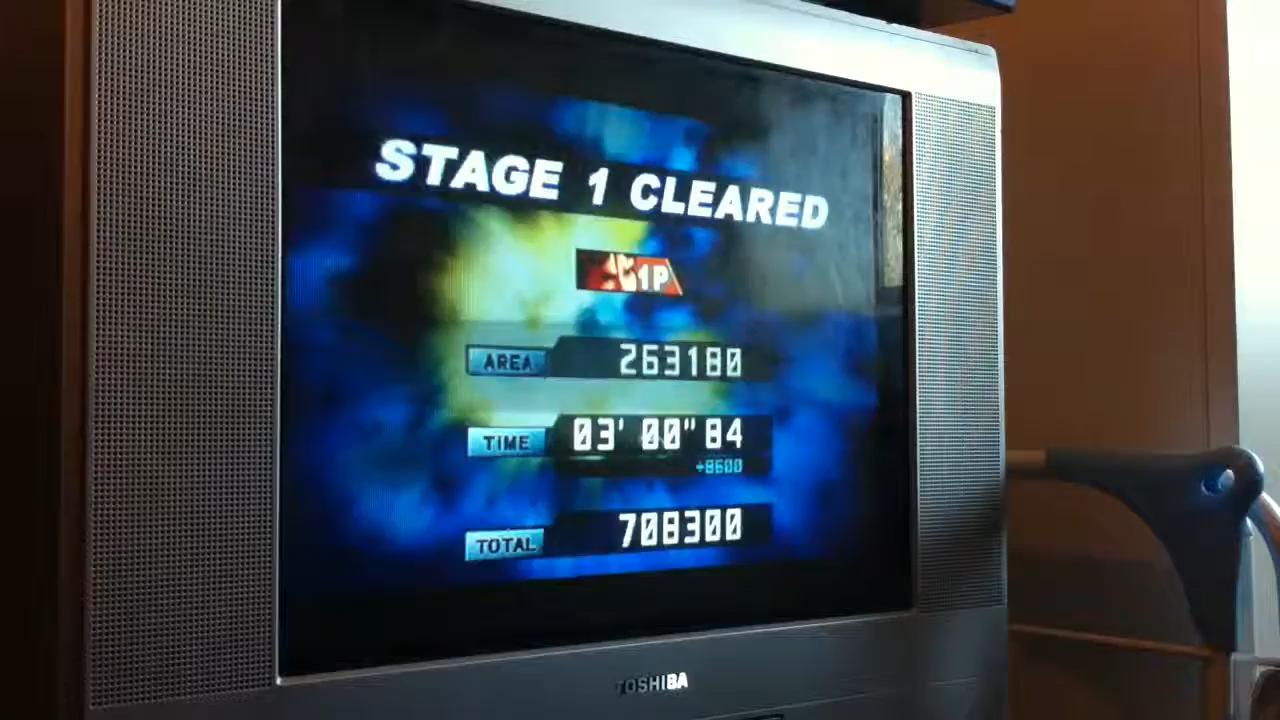 STAGE 1 CLEARED
1P
AREA 263180
TIME 03' 00" 84
+8600
TOTAL 708300
TOSHIBA